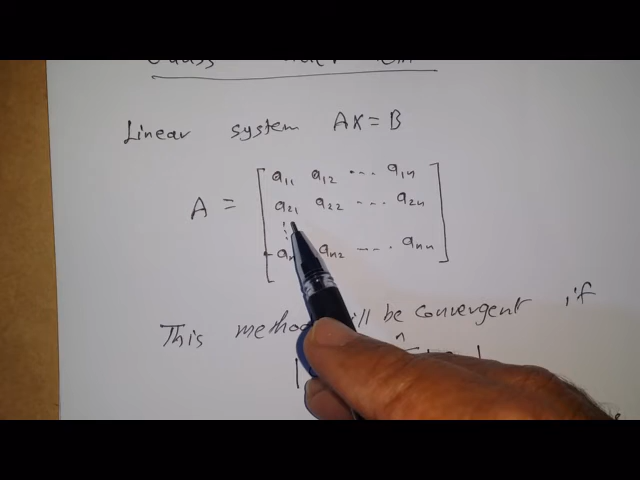 Linear system AX = B
A = [ a11 a12 ... a1n
a21 a22 ... a2n
⋮
an2 ... ann ]
This method will be convergent if
n